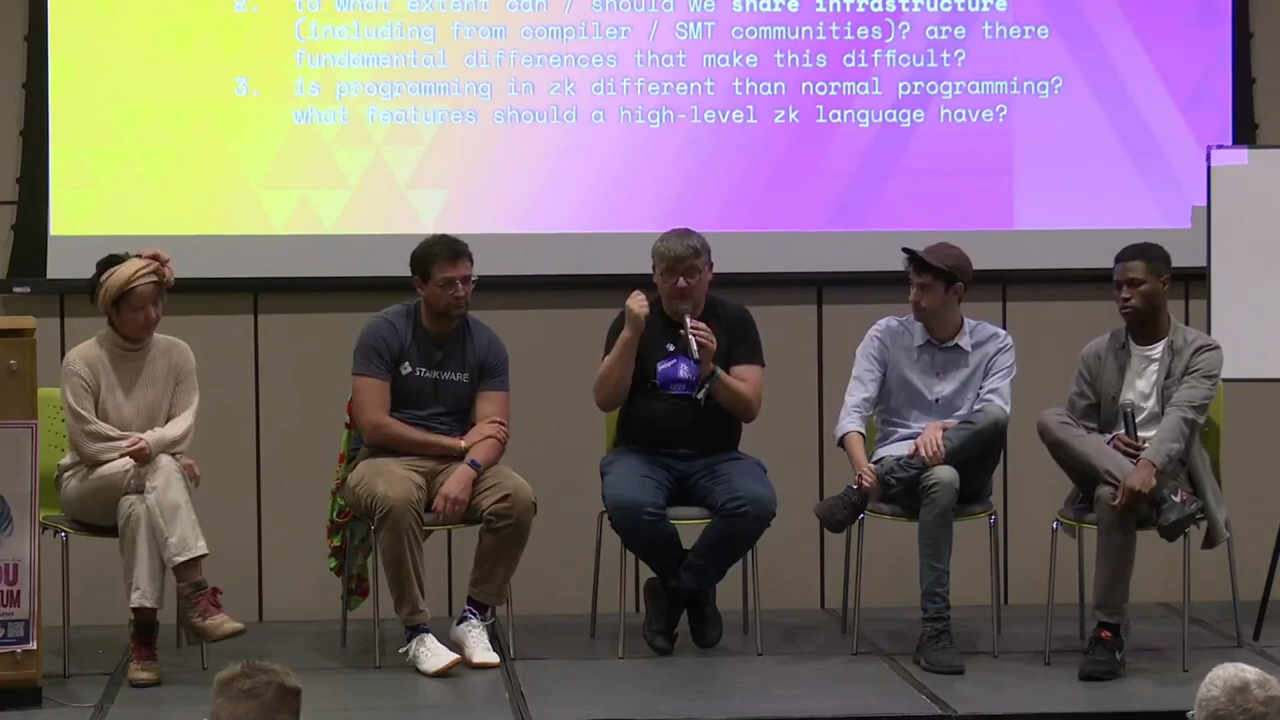 2. to what extent can / should we share infrastructure
(including from compiler / SMT communities)? are there
fundamental differences that make this difficult?
3. is programming in zk different than normal programming?
what features should a high-level zk language have?
STARKWARE